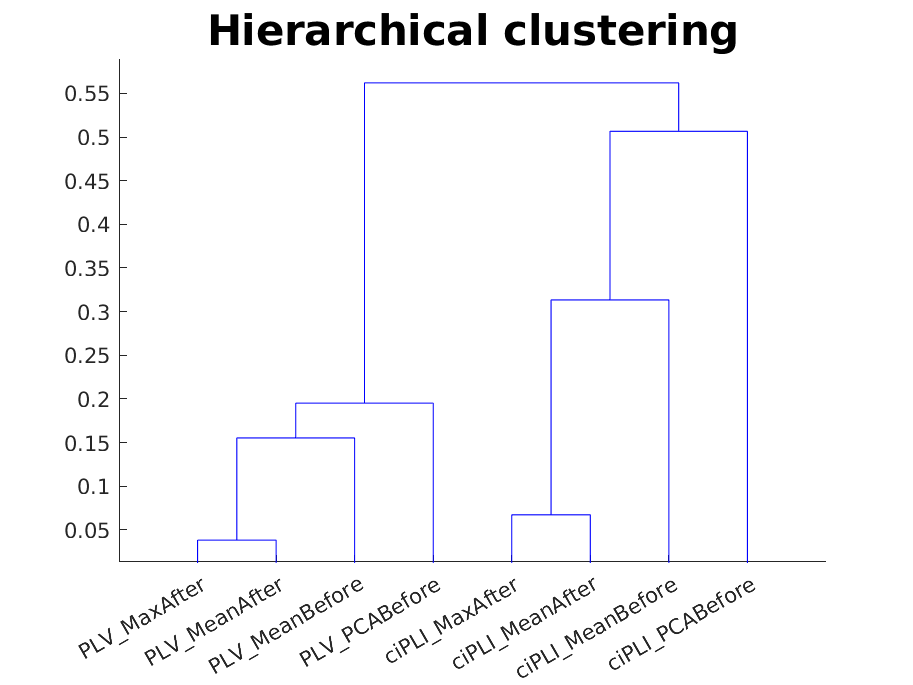 Hierarchical clustering
0.55
0.5
0.45
0.4
0.35
0.3
0.25
0.2
0.15
0.1
0.05
PLV_MaxAfter
PLV_MeanAfter
PLV_MeanBefore
PLV_PCABefore
ciPLI_MaxAfter
ciPLI_MeanAfter
ciPLI_MeanBefore
ciPLI_PCABefore